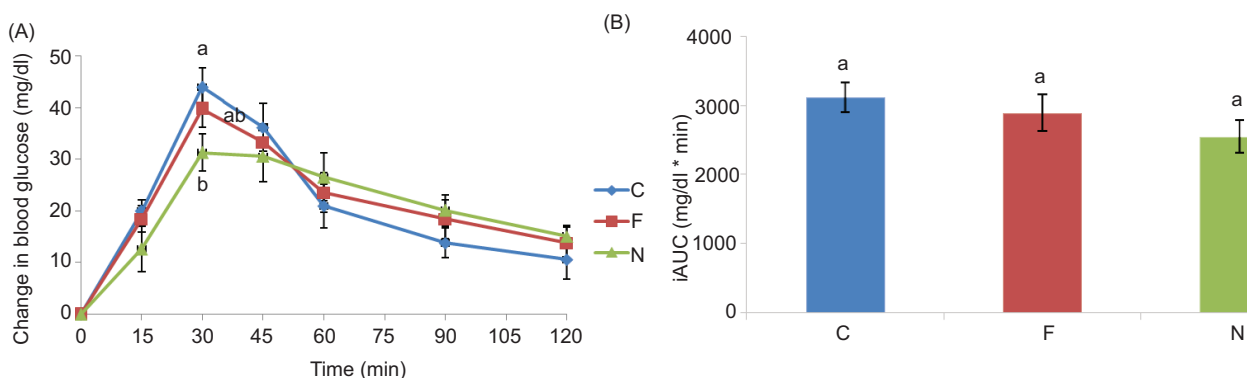 (A)
Change in blood glucose (mg/dl)
50
40
30
20
10
0
a
ab
b
0 15 30 45 60 75 90 105 120
Time (min)
C
F
N
(B)
iAUC (mg/dl * min)
4000
3000
2000
1000
0
a
a
a
C F N